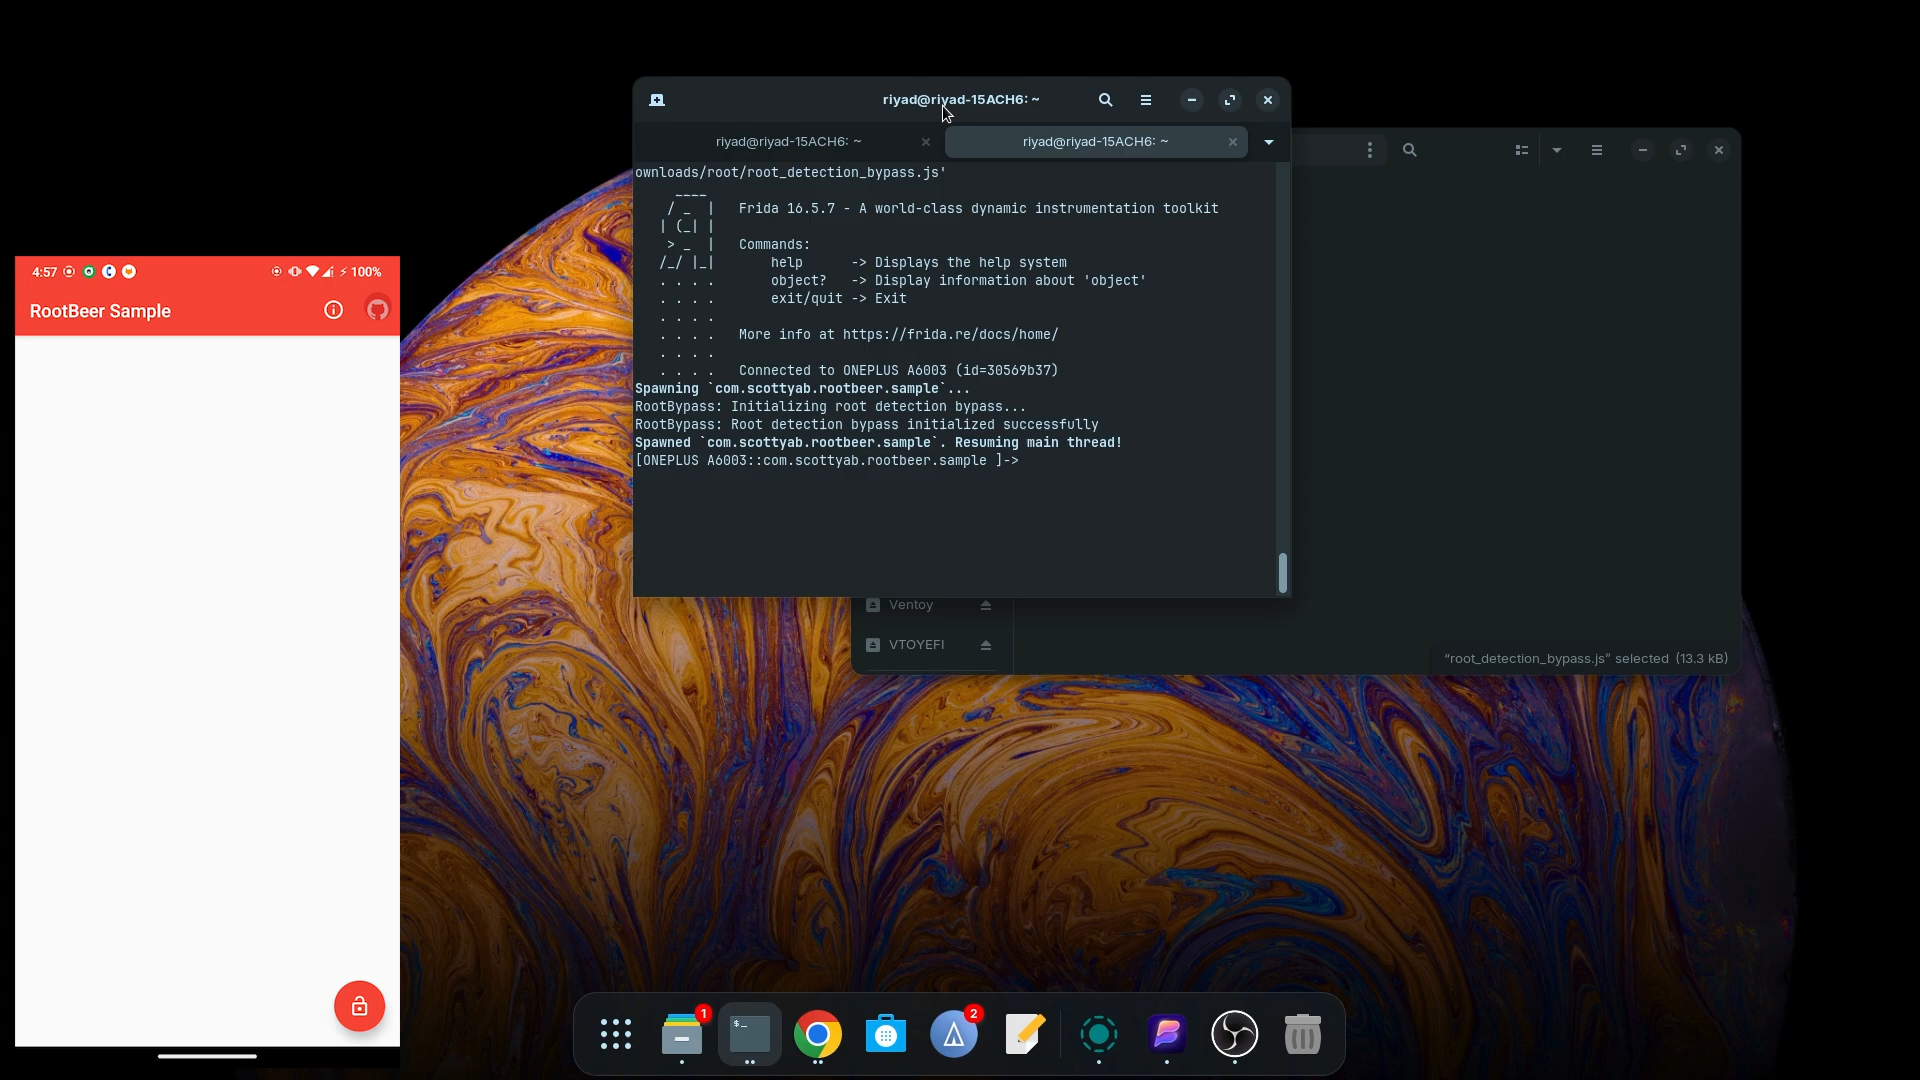 riyad@riyad-15ACH6: ~
riyad@riyad-15ACH6: ~
riyad@riyad-15ACH6: ~
ownloads/root/root_detection_bypass.js'
Frida 16.5.7 - A world-class dynamic instrumentation toolkit
Commands:
help -> Displays the help system
object? -> Display information about 'object'
exit/quit -> Exit
More info at https://frida.re/docs/home/
Connected to ONEPLUS A6003 (id=30569b37)
Spawning `com.scottyab.rootbeer.sample`...
RootBypass: Initializing root detection bypass...
RootBypass: Root detection bypass initialized successfully
Spawned `com.scottyab.rootbeer.sample`. Resuming main thread!
[ONEPLUS A6003::com.scottyab.rootbeer.sample ]->
4:57
100%
RootBeer Sample
Ventoy
VTOYEFI
“root_detection_bypass.js” selected (13.3 kB)
1
$_
2